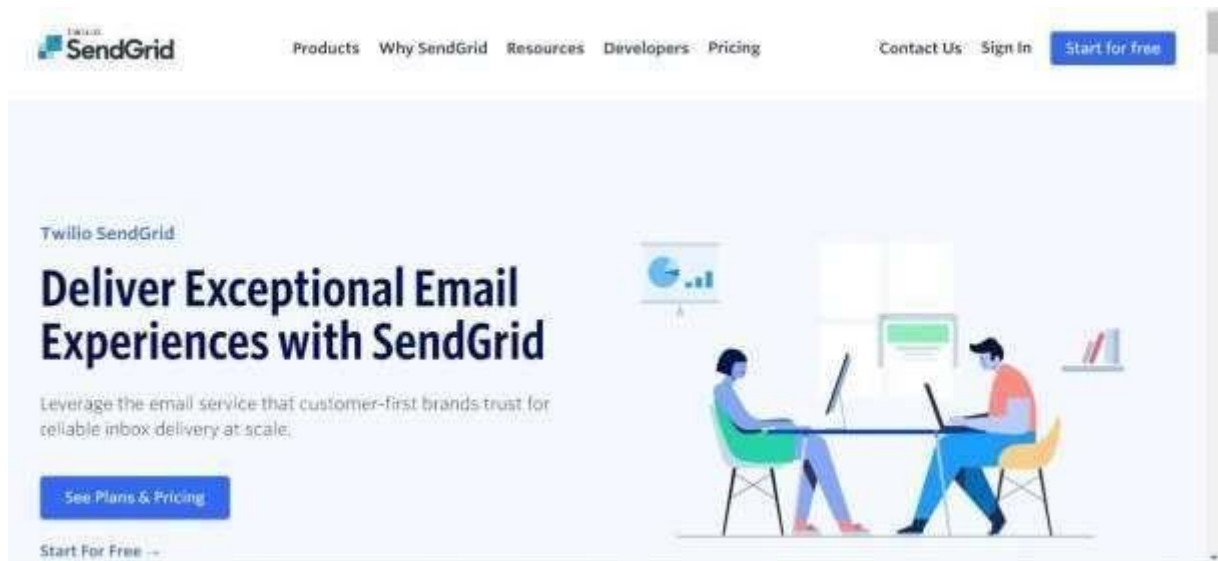 TWILIO
SendGrid
Products Why SendGrid Resources Developers Pricing
Contact Us Sign In Start for free
Twilio SendGrid
Deliver Exceptional Email
Experiences with SendGrid
Leverage the email service that customer-first brands trust for
reliable inbox delivery at scale.
See Plans & Pricing
Start For Free →